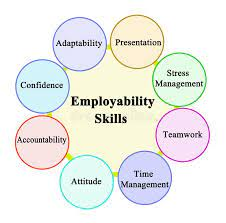 Presentation
Stress
Management
Teamwork
Time
Management
Attitude
Accountability
Confidence
Adaptability
Employability
Skills